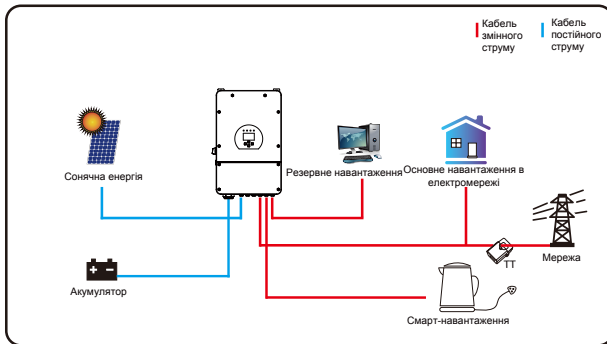 Кабель
змінного
струму
Кабель
постійного
струму
Сонячна енергія
Резервне навантаження
Основне навантаження в
електромережі
ТТ
Мережа
Акумулятор
Смарт-навантаження